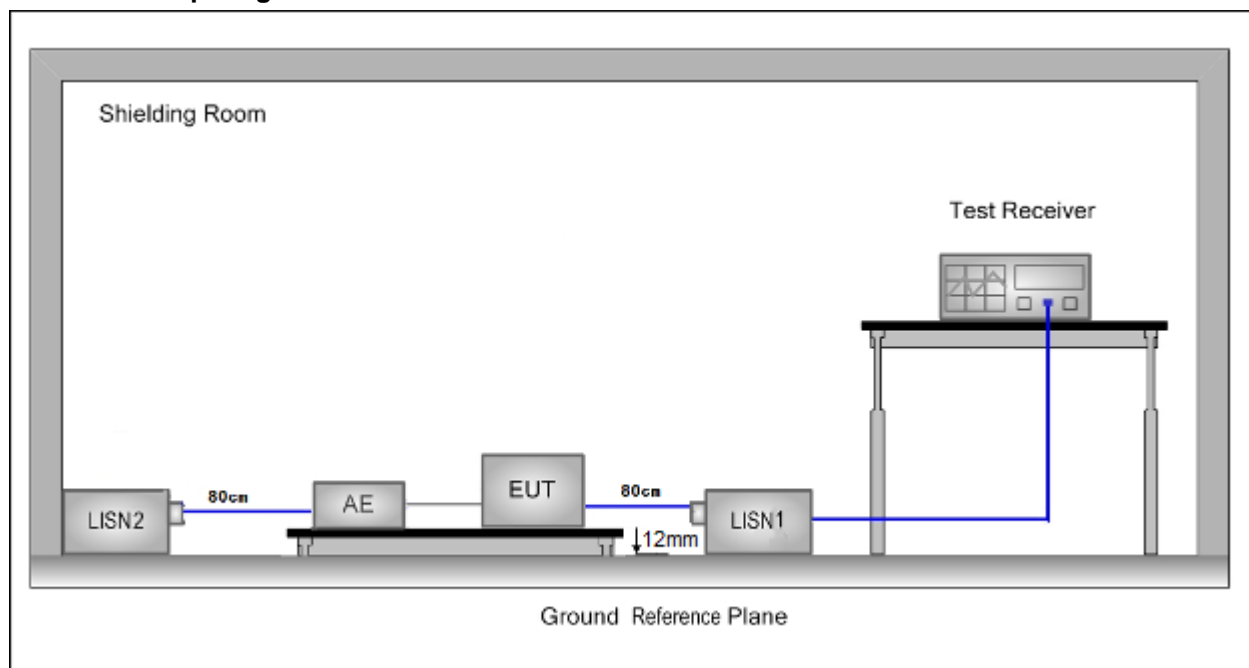 Shielding Room
Test Receiver
80cm
AE
EUT
80cm
LISN2
LISN1
12mm
Ground Reference Plane